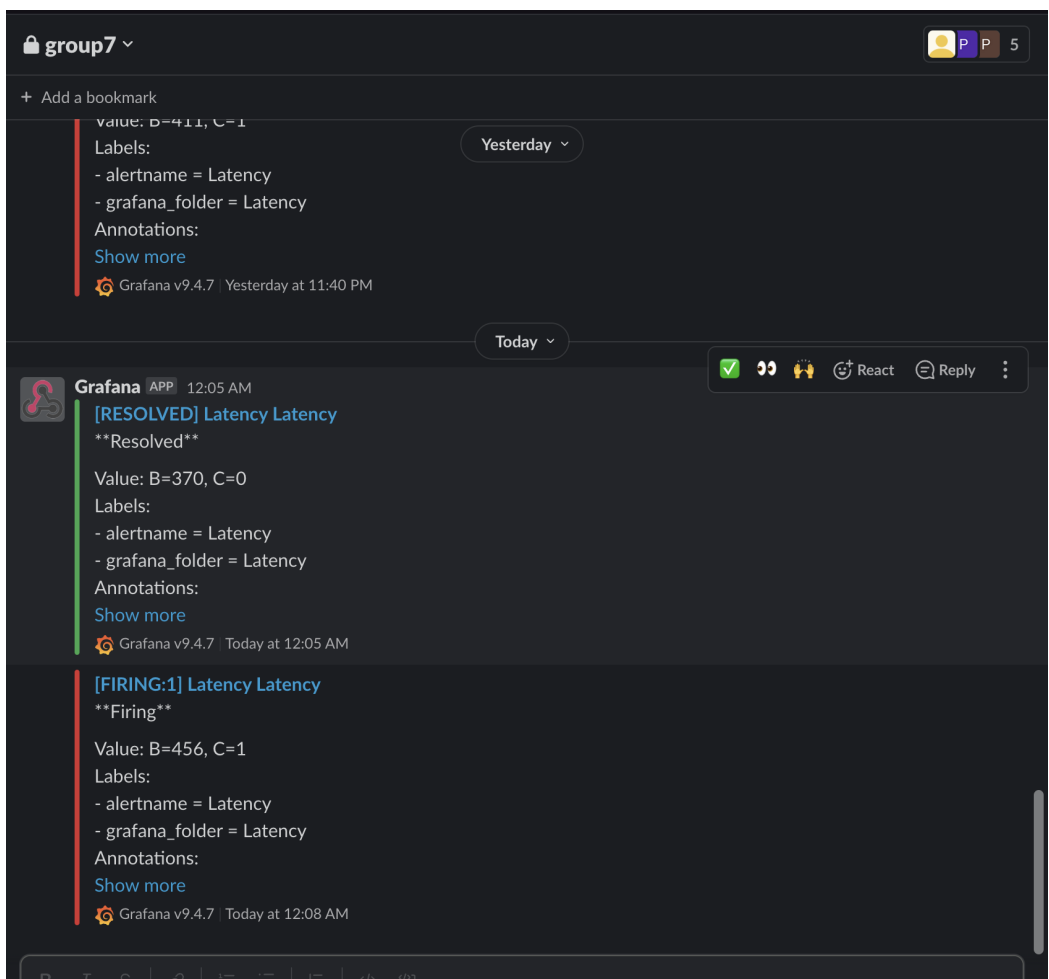 group7
P P 5
+ Add a bookmark
Value: B=411, C=1
Yesterday
Labels:
- alertname = Latency
- grafana_folder = Latency
Annotations:
Show more
Grafana v9.4.7 | Yesterday at 11:40 PM
Today
React Reply
Grafana APP 12:05 AM
[RESOLVED] Latency Latency
**Resolved**
Value: B=370, C=0
Labels:
- alertname = Latency
- grafana_folder = Latency
Annotations:
Show more
Grafana v9.4.7 | Today at 12:05 AM
[FIRING:1] Latency Latency
**Firing**
Value: B=456, C=1
Labels:
- alertname = Latency
- grafana_folder = Latency
Annotations:
Show more
Grafana v9.4.7 | Today at 12:08 AM